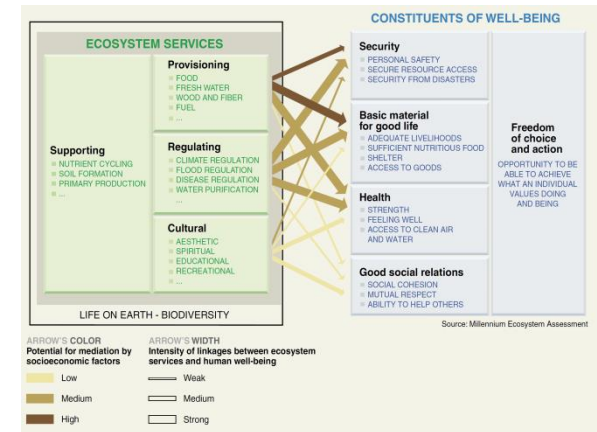 CONSTITUENTS OF WELL-BEING
ECOSYSTEM SERVICES
Provisioning
FOOD
FRESH WATER
WOOD AND FIBER
FUEL
...
Supporting
NUTRIENT CYCLING
SOIL FORMATION
PRIMARY PRODUCTION
...
Regulating
CLIMATE REGULATION
FLOOD REGULATION
DISEASE REGULATION
WATER PURIFICATION
...
Cultural
AESTHETIC
SPIRITUAL
EDUCATIONAL
RECREATIONAL
...
LIFE ON EARTH - BIODIVERSITY
Security
PERSONAL SAFETY
SECURE RESOURCE ACCESS
SECURITY FROM DISASTERS
Basic material
for good life
ADEQUATE LIVELIHOODS
SUFFICIENT NUTRITIOUS FOOD
SHELTER
ACCESS TO GOODS
Health
STRENGTH
FEELING WELL
ACCESS TO CLEAN AIR
AND WATER
Good social relations
SOCIAL COHESION
MUTUAL RESPECT
ABILITY TO HELP OTHERS
Freedom
of choice
and action
OPPORTUNITY TO BE
ABLE TO ACHIEVE
WHAT AN INDIVIDUAL
VALUES DOING
AND BEING
Source: Millennium Ecosystem Assessment
ARROW'S COLOR
Potential for mediation by
socioeconomic factors
Low
Medium
High
ARROW'S WIDTH
Intensity of linkages between ecosystem
services and human well-being
Weak
Medium
Strong